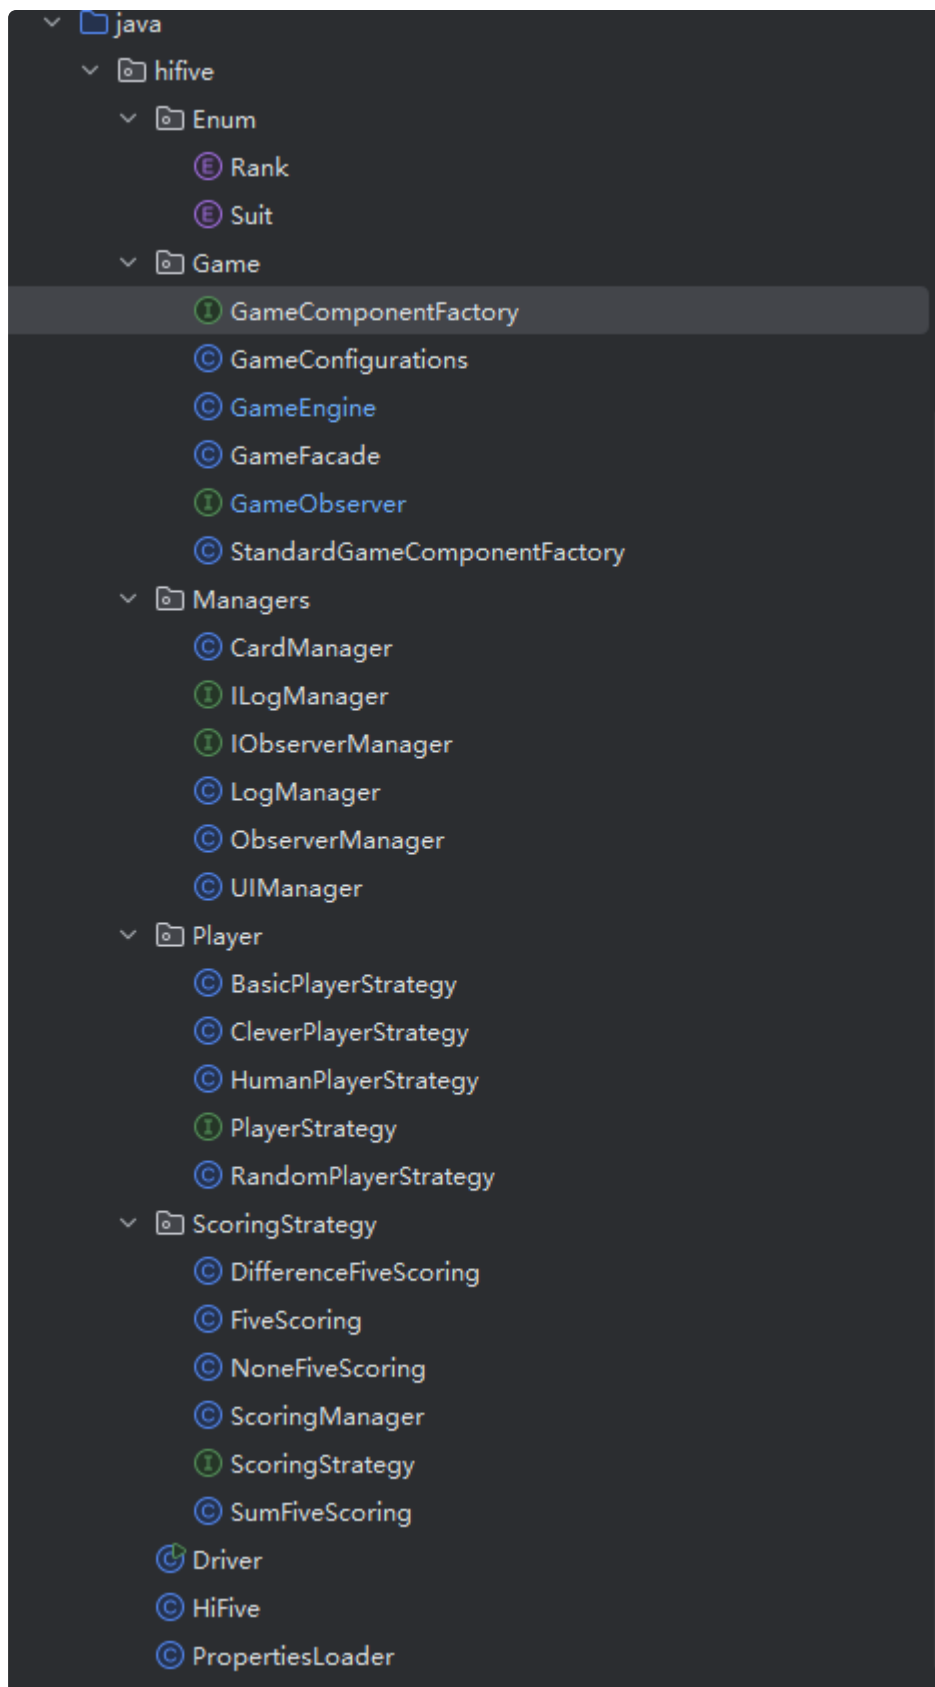 java
hifive
Enum
Rank
Suit
Game
GameComponentFactory
GameConfigurations
GameEngine
GameFacade
GameObserver
StandardGameComponentFactory
Managers
CardManager
ILogManager
IObserverManager
LogManager
ObserverManager
UIManager
Player
BasicPlayerStrategy
CleverPlayerStrategy
HumanPlayerStrategy
PlayerStrategy
RandomPlayerStrategy
ScoringStrategy
DifferenceFiveScoring
FiveScoring
NoneFiveScoring
ScoringManager
ScoringStrategy
SumFiveScoring
Driver
HiFive
PropertiesLoader